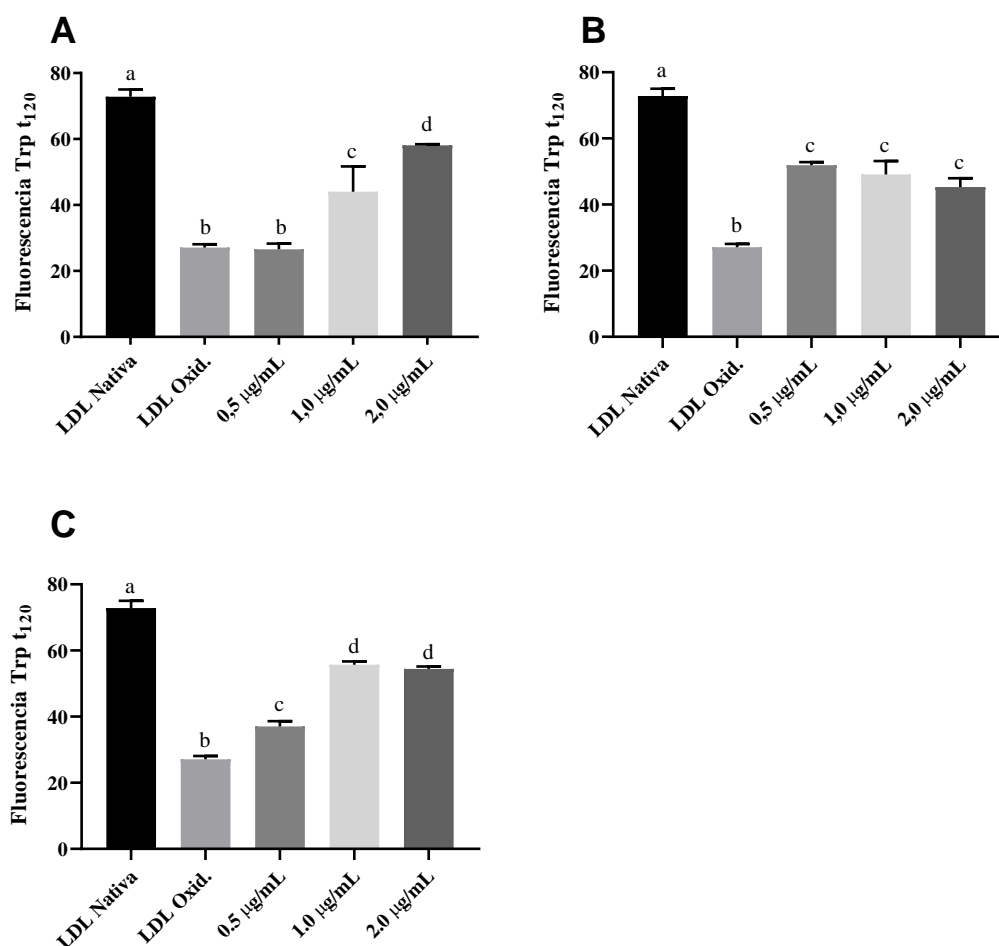 A
Fluorescencia Trp t120
80
60
40
20
0
a
b
b
c
d
LDL Nativa
LDL Oxid.
0,5 µg/mL
1,0 µg/mL
2,0 µg/mL
B
Fluorescencia Trp t120
80
60
40
20
0
a
b
c
c
c
LDL Nativa
LDL Oxid.
0,5 µg/mL
1,0 µg/mL
2,0 µg/mL
C
Fluorescencia Trp t120
80
60
40
20
0
a
b
c
d
d
LDL Nativa
LDL Oxid.
0.5 µg/mL
1.0 µg/mL
2.0 µg/mL